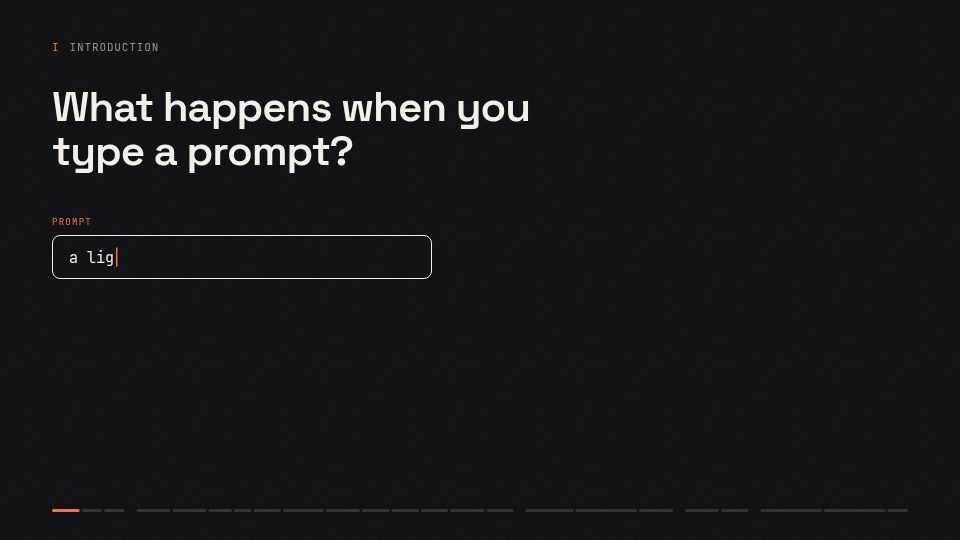 I INTRODUCTION
What happens when you
type a prompt?
PROMPT
a lig